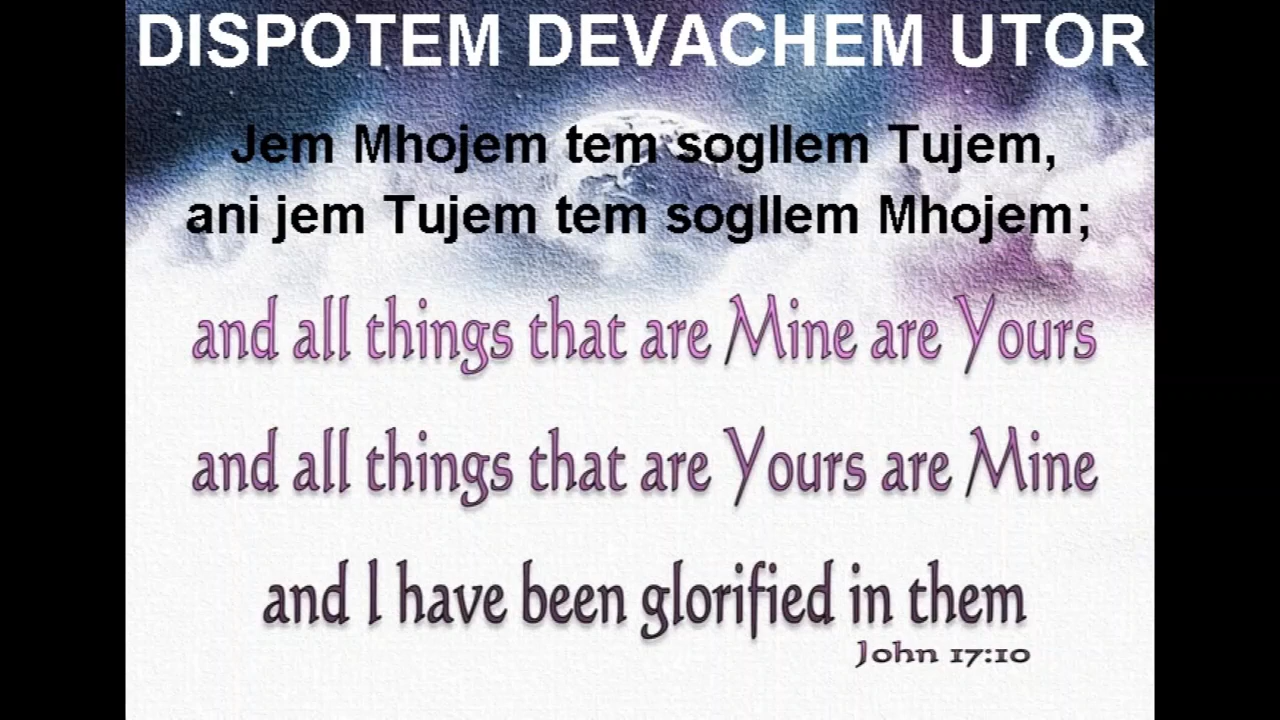 DISPOTEM DEVACHEM UTOR
Jem Mhojem tem sogllem Tujem,
ani jem Tujem tem sogllem Mhojem;
and all things that are Mine are Yours
and all things that are Yours are Mine
and I have been glorified in them
John 17:10